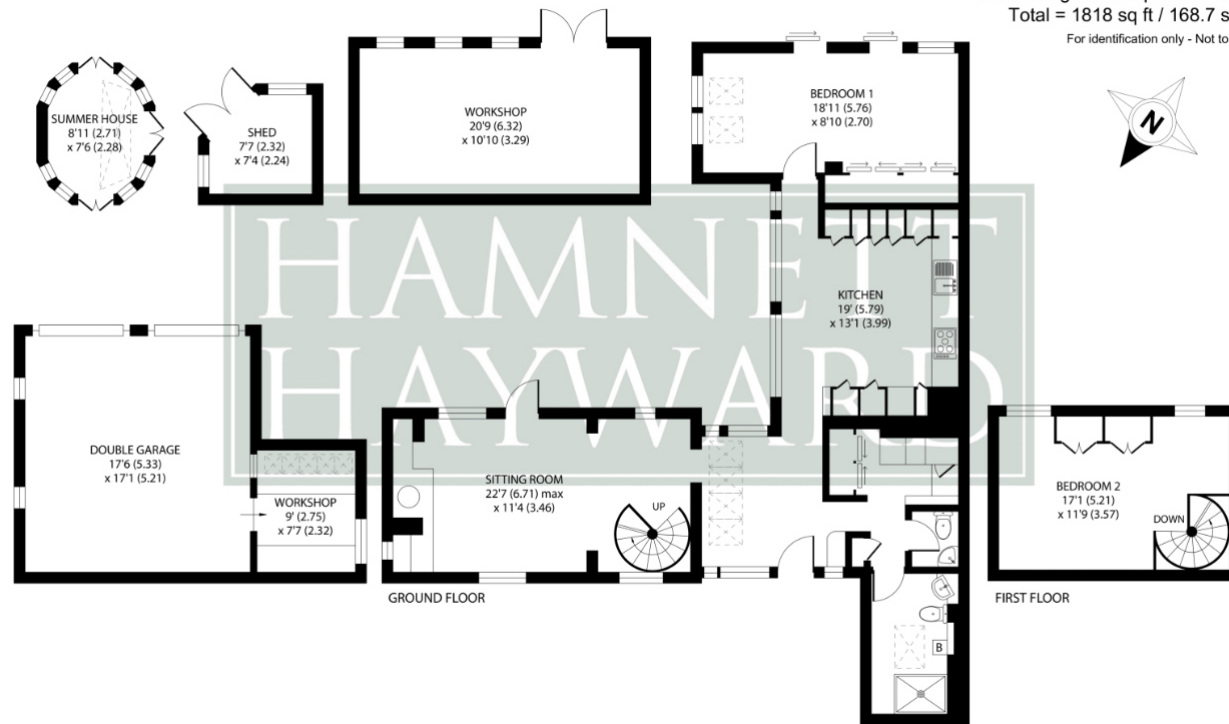 Total = 1818 sq ft / 168.7 s
For identification only - Not to
SUMMER HOUSE
8'11 (2.71)
x 7'6 (2.28)
SHED
7'7 (2.32)
x 7'4 (2.24)
WORKSHOP
20'9 (6.32)
x 10'10 (3.29)
BEDROOM 1
18'11 (5.76)
x 8'10 (2.70)
N
HAMNETT
HAYWARD
KITCHEN
19' (5.79)
x 13'1 (3.99)
DOUBLE GARAGE
17'6 (5.33)
x 17'1 (5.21)
WORKSHOP
9' (2.75)
x 7'7 (2.32)
SITTING ROOM
22'7 (6.71) max
x 11'4 (3.46)
UP
BEDROOM 2
17'1 (5.21)
x 11'9 (3.57)
DOWN
GROUND FLOOR
FIRST FLOOR
B